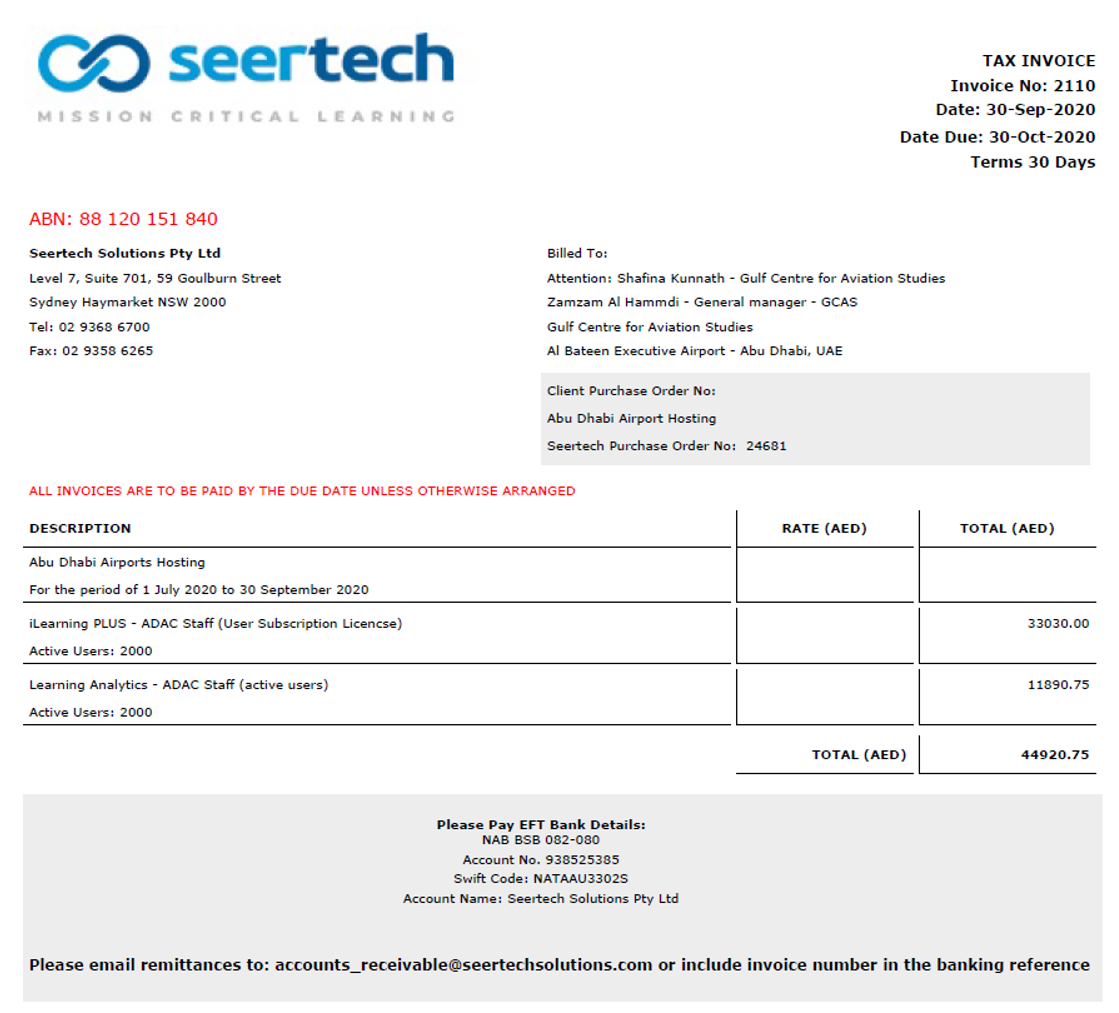 seertech
MISSION CRITICAL LEARNING
TAX INVOICE
Invoice No: 2110
Date: 30-Sep-2020
Date Due: 30-Oct-2020
Terms 30 Days
ABN: 88 120 151 840
Seertech Solutions Pty Ltd
Level 7, Suite 701, 59 Goulburn Street
Sydney Haymarket NSW 2000
Tel: 02 9368 6700
Fax: 02 9358 6265
Billed To:
Attention: Shafina Kunnath - Gulf Centre for Aviation Studies
Zamzam Al Hammdi - General manager - GCAS
Gulf Centre for Aviation Studies
Al Bateen Executive Airport - Abu Dhabi, UAE
Client Purchase Order No:
Abu Dhabi Airport Hosting
Seertech Purchase Order No: 24681
ALL INVOICES ARE TO BE PAID BY THE DUE DATE UNLESS OTHERWISE ARRANGED
DESCRIPTION RATE (AED) TOTAL (AED)
Abu Dhabi Airports Hosting
For the period of 1 July 2020 to 30 September 2020
iLearning PLUS - ADAC Staff (User Subscription Licencse) 33030.00
Active Users: 2000
Learning Analytics - ADAC Staff (active users) 11890.75
Active Users: 2000
TOTAL (AED) 44920.75
Please Pay EFT Bank Details:
NAB BSB 082-080
Account No. 938525385
Swift Code: NATAAU3302S
Account Name: Seertech Solutions Pty Ltd
Please email remittances to: accounts_receivable@seertechsolutions.com or include invoice number in the banking reference